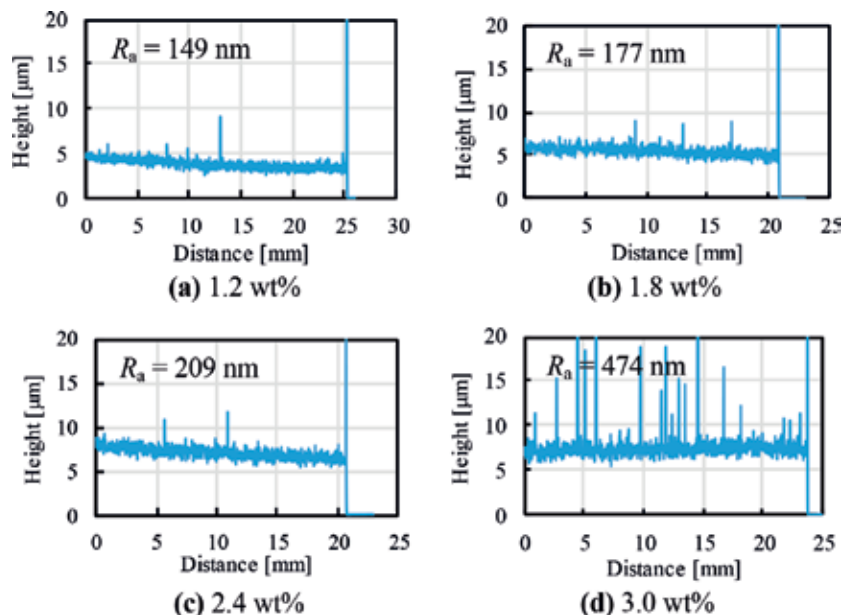 20
15
10
5
0
Height [µm]
Rₐ = 149 nm
0 5 10 15 20 25 30
Distance [mm]
(a) 1.2 wt%
20
15
10
5
0
Height [µm]
Rₐ = 177 nm
0 5 10 15 20 25
Distance [mm]
(b) 1.8 wt%
20
15
10
5
0
Height [µm]
Rₐ = 209 nm
0 5 10 15 20 25
Distance [mm]
(c) 2.4 wt%
20
15
10
5
0
Height [µm]
Rₐ = 474 nm
0 5 10 15 20 25
Distance [mm]
(d) 3.0 wt%